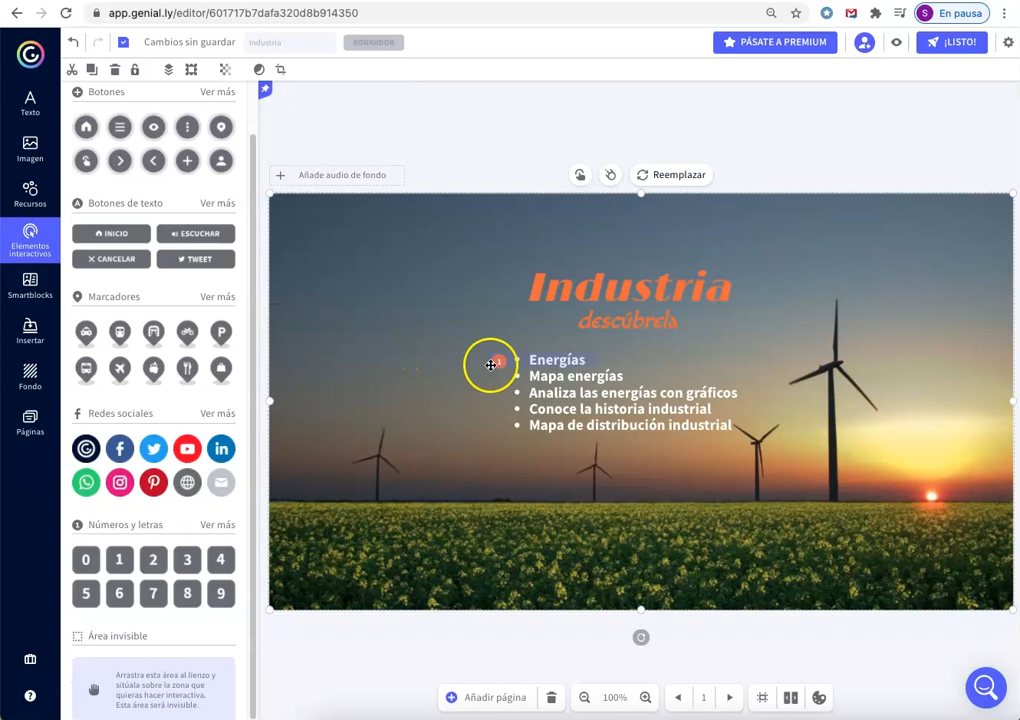 app.genial.ly/editor/601717b7dafa320d8b914350
S
En pausa
Cambios sin guardar
Industria
BORRADOR
PÁSATE A PREMIUM
¡LISTO!
Texto
Imagen
Recursos
Elementos
interactivos
Smartblocks
Insertar
Fondo
Páginas
Botones
Ver más
Botones de texto
Ver más
INICIO
ESCUCHAR
CANCELAR
TWEET
Marcadores
Ver más
P
Redes sociales
Ver más
Números y letras
Ver más
0 1 2 3 4
5 6 7 8 9
Área invisible
Arrastra esta área al lienzo y
sitúala sobre la zona que
quieras hacer interactiva.
Esta área será invisible.
Añade audio de fondo
Reemplazar
Industria
descúbrela
1
• Energías
• Mapa energías
• Analiza las energías con gráficos
• Conoce la historia industrial
• Mapa de distribución industrial
Añadir página
100%
1